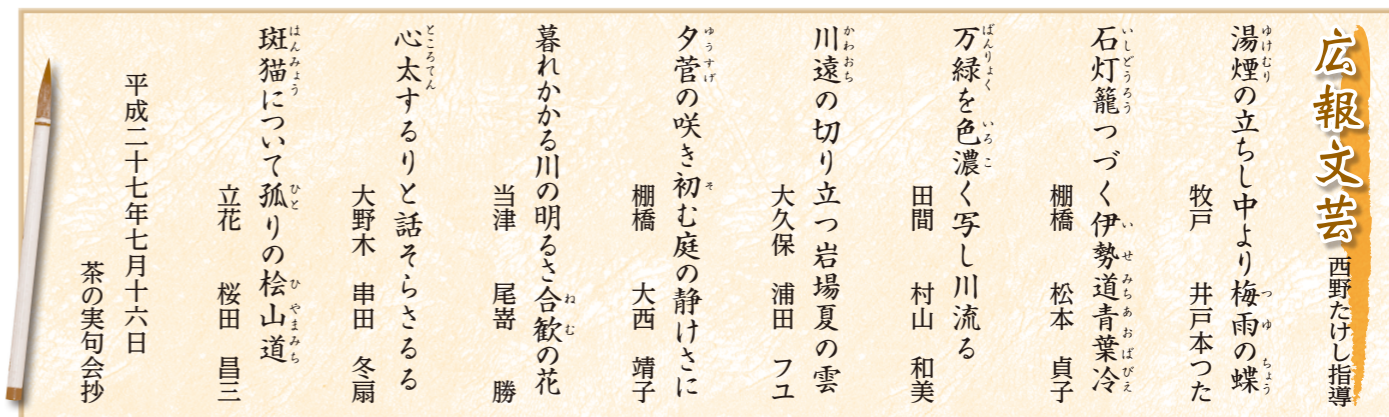 広報文芸 西野たけし指導
湯煙の立ちし中より梅雨の蝶
牧戸 井戸本つた
石灯籠つづく伊勢道青葉冷
棚橋 松本 貞子
万緑を色濃く写し川流る
田間 村山 和美
川遠の切り立つ岩場夏の雲
大久保 浦田 フユ
夕菅の咲き初む庭の静けさに
棚橋 大西 靖子
暮れかかる川の明るさ合歓の花
当津 尾嵜 勝
心太するりと話そらさるる
大野木 串田 冬扇
斑猫について孤りの桧山道
立花 桜田 昌三
平成二十七年七月十六日
茶の実句会抄